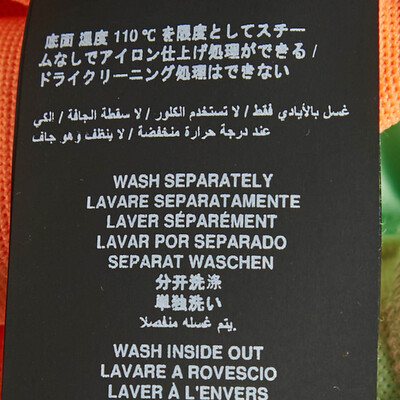 底面 温度 110 ℃ を限度としてスチー
ムなしでアイロン仕上げ処理ができる /
ドライクリーニング処理はできない
غسل بالأيادي فقط / لا تستخدم الكلور / لا سقطة الجافة / الكي
عند درجة حرارة منخفضة / لا ينظف وهو جاف
WASH SEPARATELY
LAVARE SEPARATAMENTE
LAVER SÉPARÉMENT
LAVAR POR SEPARADO
SEPARAT WASCHEN
分开洗涤
単独洗い
يتم غسله منفصلا.
WASH INSIDE OUT
LAVARE A ROVESCIO
LAVER À L'ENVERS